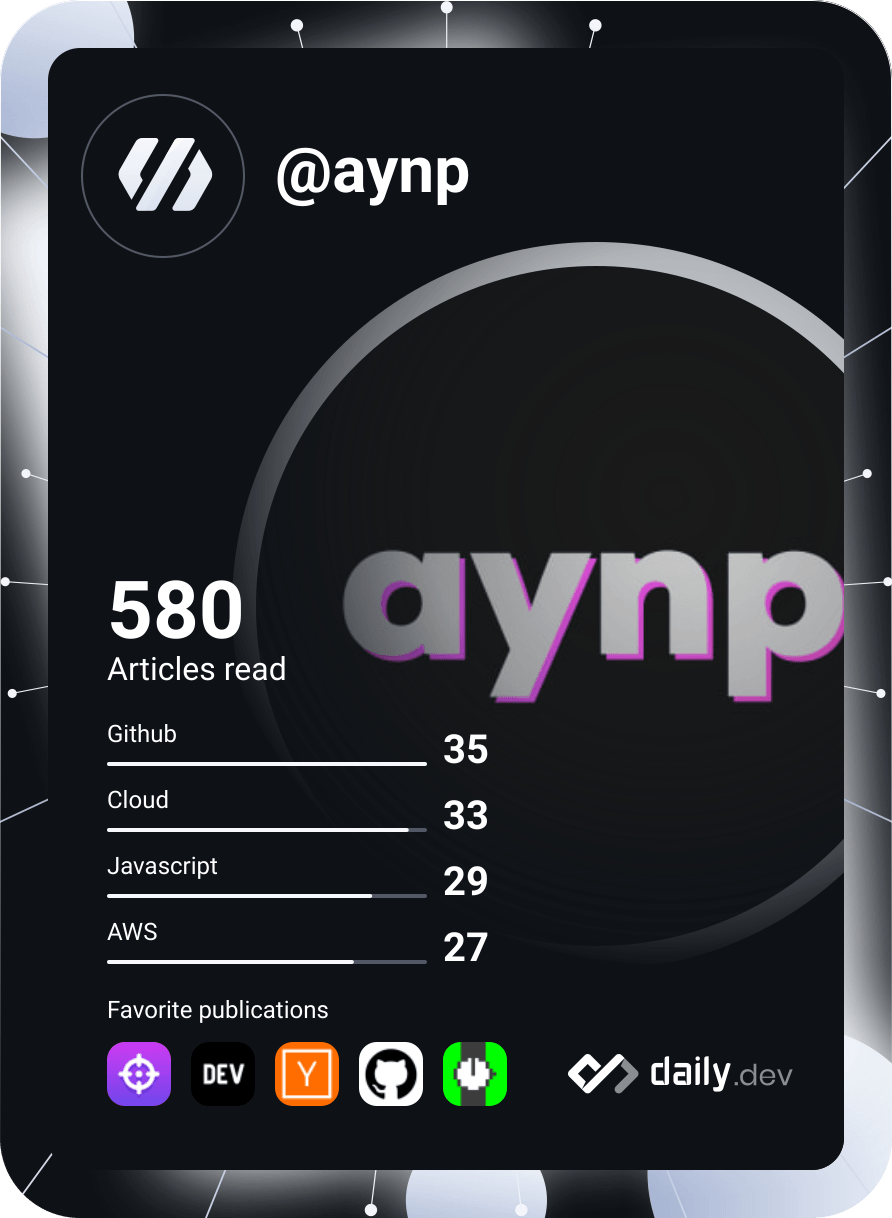 @aynp
aynp
580
Articles read
Github
35
Cloud
33
Javascript
29
AWS
27
Favorite publications
DEV
Y
daily.dev